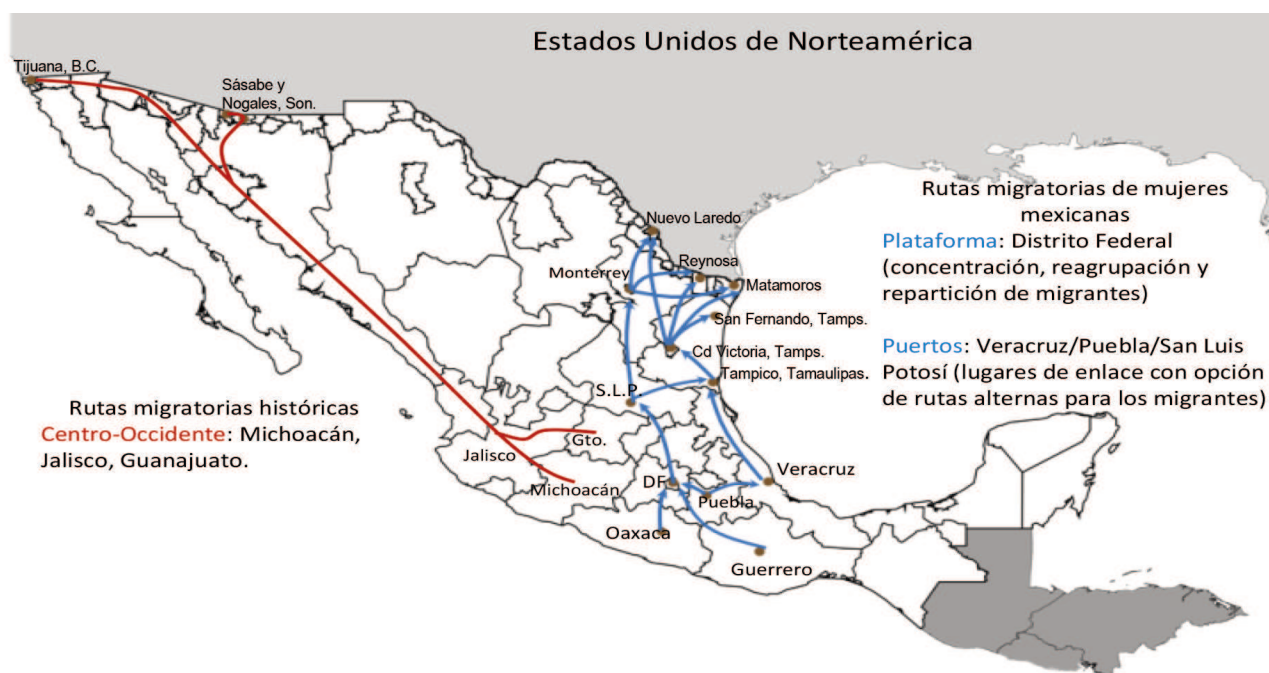 Estados Unidos de Norteamérica
Tijuana, B.C.
Sásabe y
Nogales, Son.
Rutas migratorias de mujeres
mexicanas
Plataforma: Distrito Federal
(concentración, reagrupación y
repartición de migrantes)
Puertos: Veracruz/Puebla/San Luis
Potosí (lugares de enlace con opción
de rutas alternas para los migrantes)
Nuevo Laredo
Reynosa
Monterrey
Matamoros
San Fernando, Tamps.
Cd Victoria, Tamps.
Tampico, Tamaulipas.
S.L.P.
Rutas migratorias históricas
Centro-Occidente: Michoacán,
Jalisco, Guanajuato.
Gto.
Jalisco
Michoacán
DF
Puebla
Veracruz
Oaxaca
Guerrero